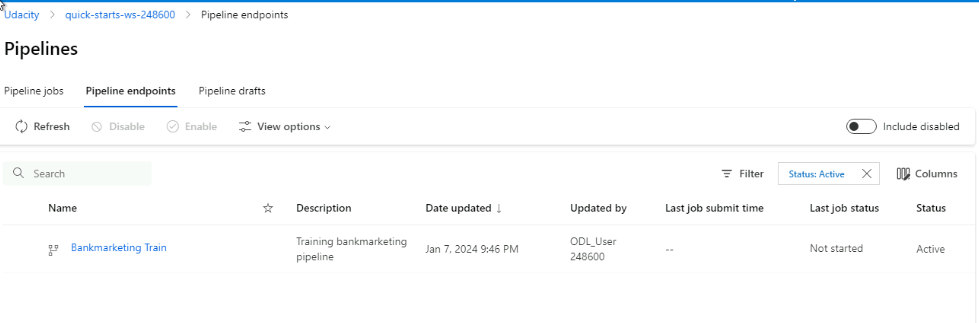 Udacity > quick-starts-ws-248600 > Pipeline endpoints
Pipelines
Pipeline jobs Pipeline endpoints Pipeline drafts
Refresh Disable Enable View options Include disabled
Search Filter Status: Active Columns
Name Description Date updated ↓ Updated by Last job submit time Last job status Status
Bankmarketing Train Training bankmarketing pipeline Jan 7, 2024 9:46 PM ODL_User 248600 -- Not started Active